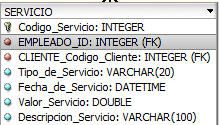 SERVICIO
Codigo_Servicio: INTEGER
EMPLEADO_ID: INTEGER (FK)
CLIENTE_Codigo_Cliente: INTEGER (FK)
Tipo_de_Servicio: VARCHAR(20)
Fecha_de_Servicio: DATETIME
Valor_Servicio: DOUBLE
Descripcion_Servicio: VARCHAR(100)